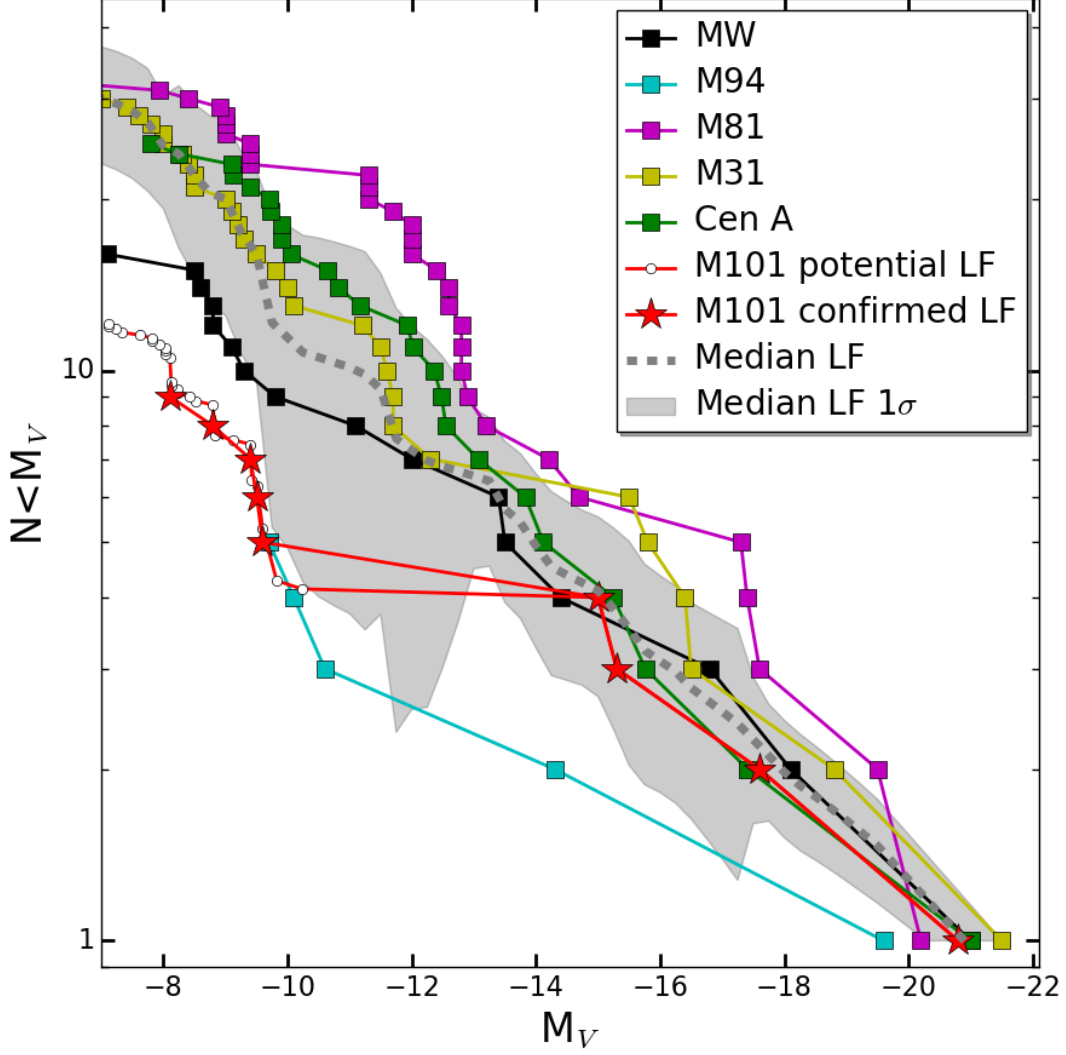 MW
M94
M81
M31
Cen A
M101 potential LF
M101 confirmed LF
Median LF
Median LF 1σ
10
1
N<M_V
−8 −10 −12 −14 −16 −18 −20 −22
M_V